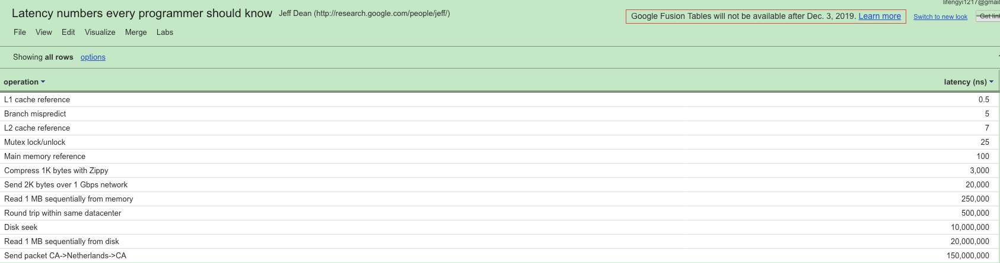 lifengyi1217@gmail
Latency numbers every programmer should know Jeff Dean (http://research.google.com/people/jeff/) Google Fusion Tables will not be available after Dec. 3, 2019. Learn more Switch to new look Get link
File View Edit Visualize Merge Labs
Showing all rows options
operation latency (ns)
L1 cache reference 0.5
Branch mispredict 5
L2 cache reference 7
Mutex lock/unlock 25
Main memory reference 100
Compress 1K bytes with Zippy 3,000
Send 2K bytes over 1 Gbps network 20,000
Read 1 MB sequentially from memory 250,000
Round trip within same datacenter 500,000
Disk seek 10,000,000
Read 1 MB sequentially from disk 20,000,000
Send packet CA->Netherlands->CA 150,000,000